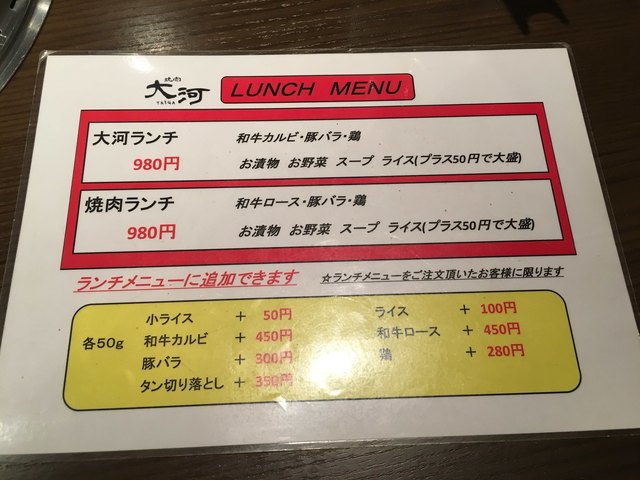 焼肉
大河
TAIGA
LUNCH MENU
大河ランチ 和牛カルビ・豚バラ・鶏
980円 お漬物 お野菜 スープ ライス(プラス50円で大盛)
焼肉ランチ 和牛ロース・豚バラ・鶏
980円 お漬物 お野菜 スープ ライス(プラス50円で大盛)
ランチメニューに追加できます ☆ランチメニューをご注文頂いたお客様に限ります
小ライス + 50円 ライス + 100円
各50g 和牛カルビ + 450円 和牛ロース + 450円
豚バラ + 300円 鶏 + 280円
タン切り落とし + 350円